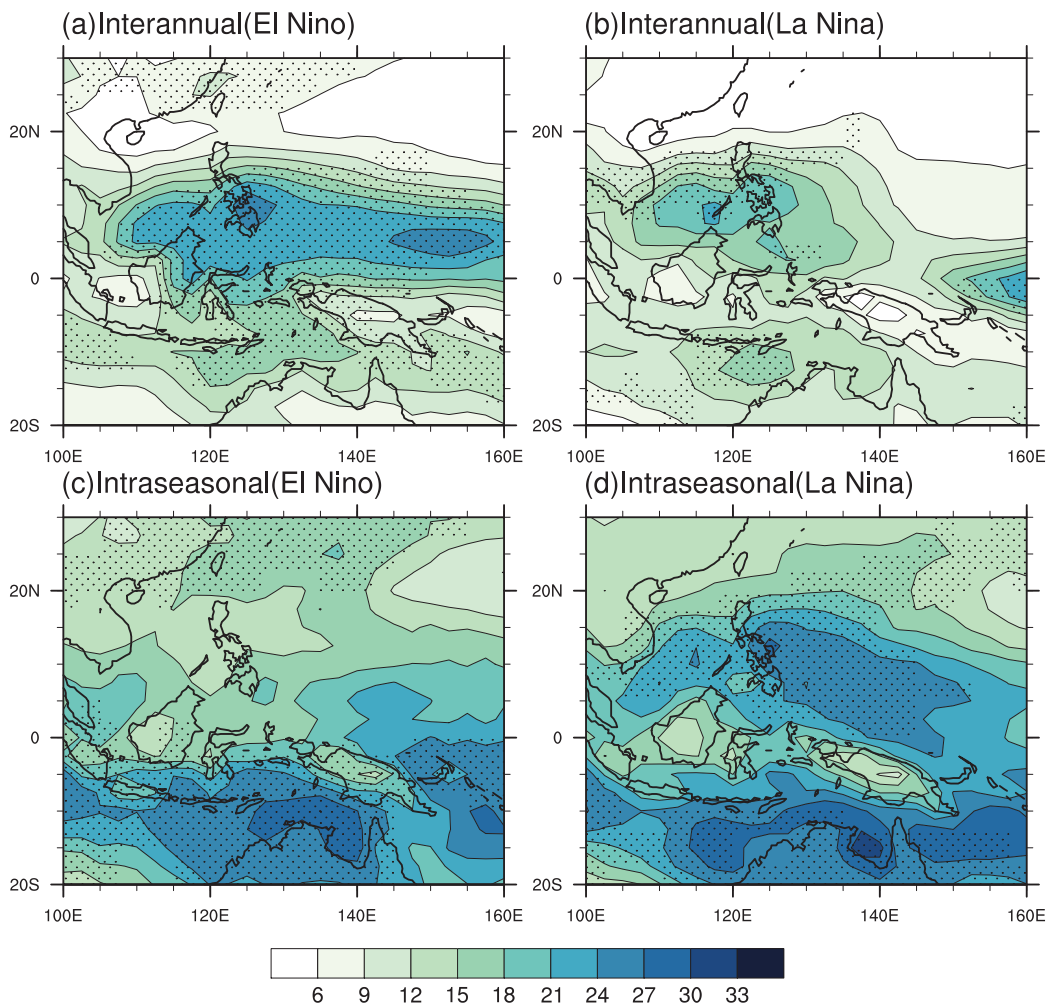 (a)Interannual(El Nino)
(b)Interannual(La Nina)
20N
0
20S
100E 120E 140E 160E
20N
0
20S
100E 120E 140E 160E
(c)Intraseasonal(El Nino)
(d)Intraseasonal(La Nina)
20N
0
20S
100E 120E 140E 160E
20N
0
20S
100E 120E 140E 160E
6 9 12 15 18 21 24 27 30 33